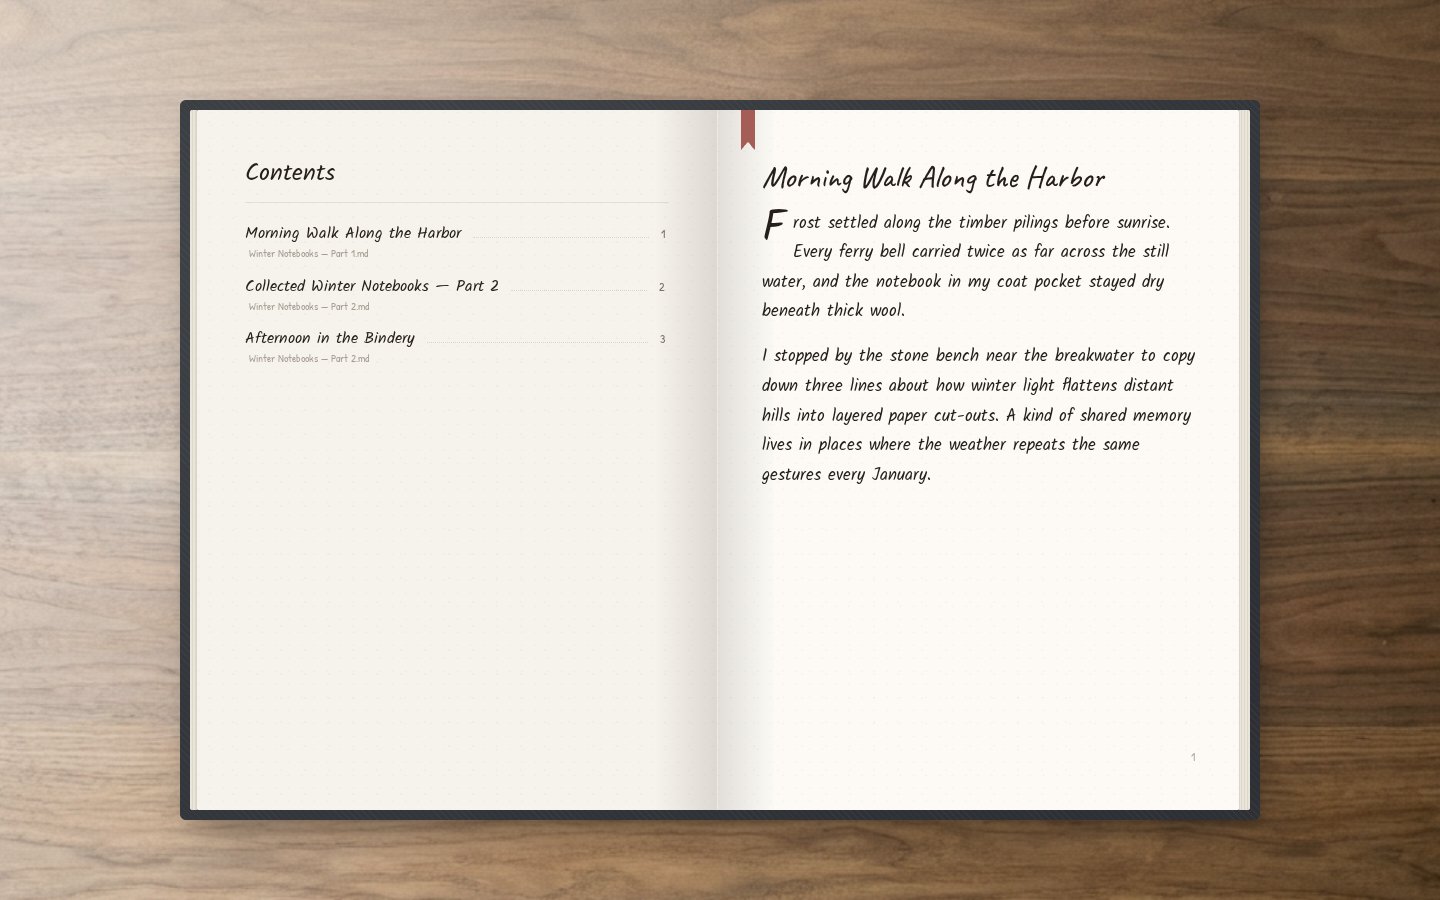 Contents
Morning Walk Along the Harbor 1
Winter Notebooks — Part 1.md
Collected Winter Notebooks — Part 2 2
Winter Notebooks — Part 2.md
Afternoon in the Bindery 3
Winter Notebooks — Part 2.md
Morning Walk Along the Harbor
Frost settled along the timber pilings before sunrise.
Every ferry bell carried twice as far across the still
water, and the notebook in my coat pocket stayed dry
beneath thick wool.
I stopped by the stone bench near the breakwater to copy
down three lines about how winter light flattens distant
hills into layered paper cut-outs. A kind of shared memory
lives in places where the weather repeats the same
gestures every January.
1